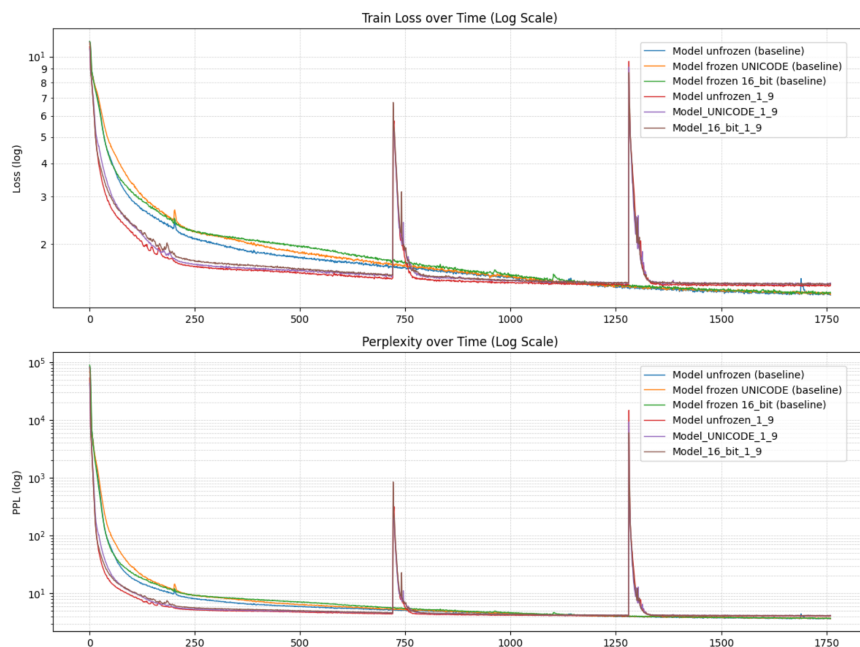 Train Loss over Time (Log Scale)
10¹
9
8
7
6
5
4
3
2
Loss (log)
Model unfrozen (baseline)
Model frozen UNICODE (baseline)
Model frozen 16_bit (baseline)
Model unfrozen_1_9
Model_UNICODE_1_9
Model_16_bit_1_9
0 250 500 750 1000 1250 1500 1750
Perplexity over Time (Log Scale)
10⁵
10⁴
10³
10²
10¹
PPL (log)
Model unfrozen (baseline)
Model frozen UNICODE (baseline)
Model frozen 16_bit (baseline)
Model unfrozen_1_9
Model_UNICODE_1_9
Model_16_bit_1_9
0 250 500 750 1000 1250 1500 1750